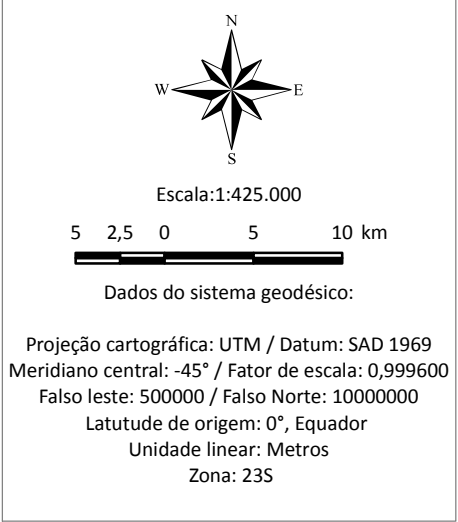 N
W E
S
Escala:1:425.000
5 2,5 0 5 10 km
Dados do sistema geodésico:
Projeção cartográfica: UTM / Datum: SAD 1969
Meridiano central: -45° / Fator de escala: 0,999600
Falso leste: 500000 / Falso Norte: 10000000
Latutude de origem: 0°, Equador
Unidade linear: Metros
Zona: 23S